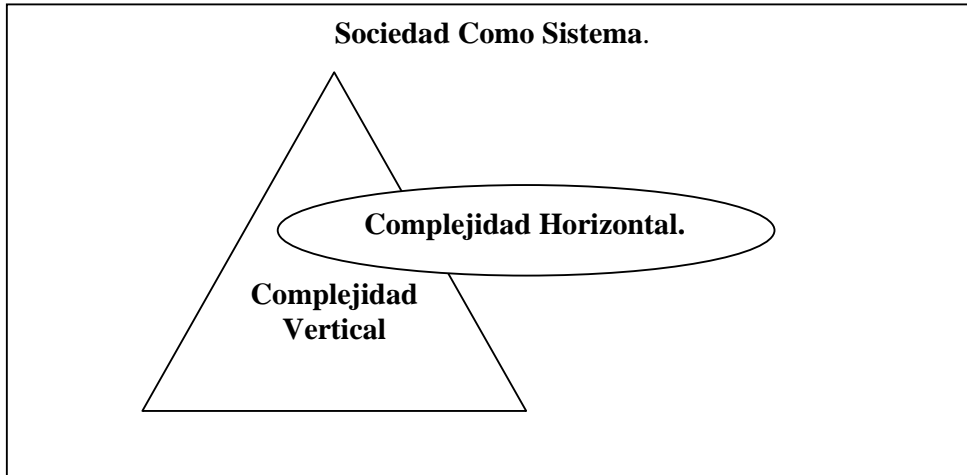 Sociedad Como Sistema.
Complejidad Horizontal.
Complejidad
Vertical